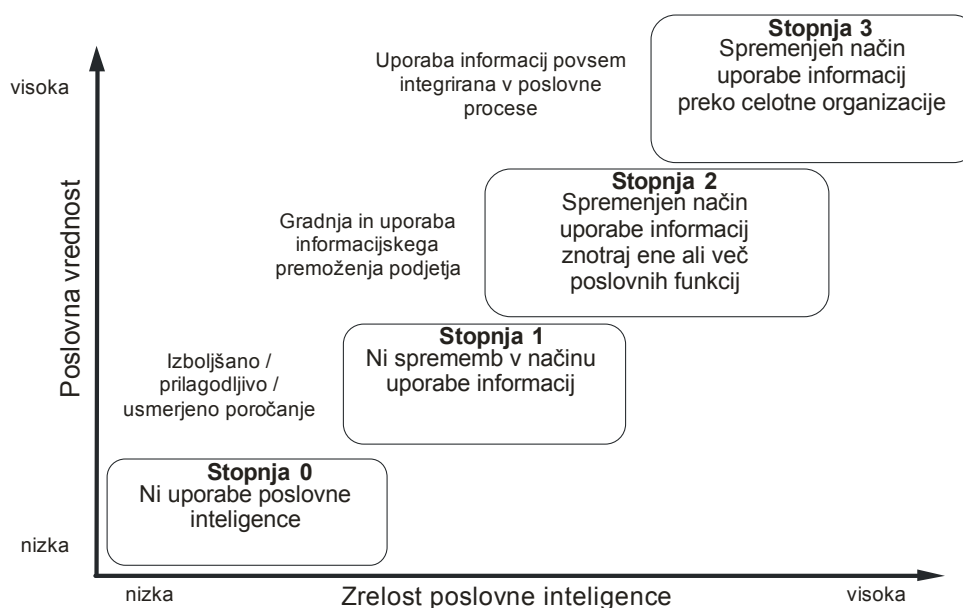 Stopnja 3
Spremenjen način
uporabe informacij
preko celotne organizacije
Uporaba informacij povsem
integrirana v poslovne
procese
visoka
Stopnja 2
Spremenjen način
uporabe informacij
znotraj ene ali več
poslovnih funkcij
Gradnja in uporaba
informacijskega
premoženja podjetja
Poslovna vrednost
Stopnja 1
Ni sprememb v načinu
uporabe informacij
Izboljšano /
prilagodljivo /
usmerjeno poročanje
Stopnja 0
Ni uporabe poslovne
inteligence
nizka
nizka
Zrelost poslovne inteligence
visoka